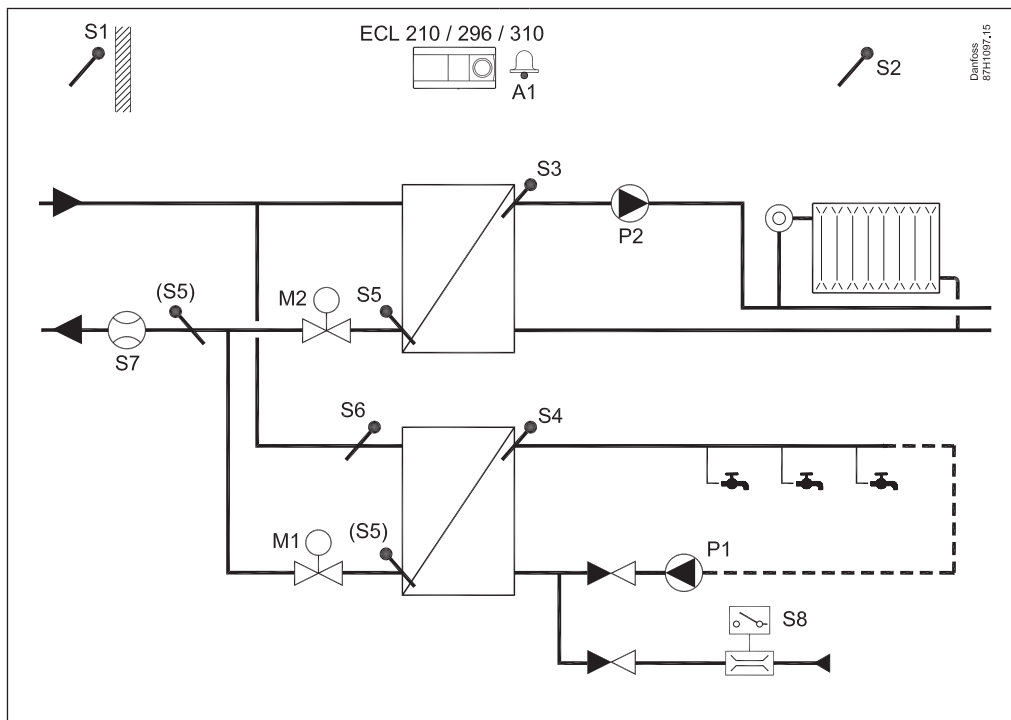 S1
ECL 210 / 296 / 310
A1
S2
Danfoss
87H1097.15
S3
P2
(S5)
M2
S5
S7
S6
S4
M1
(S5)
P1
S8